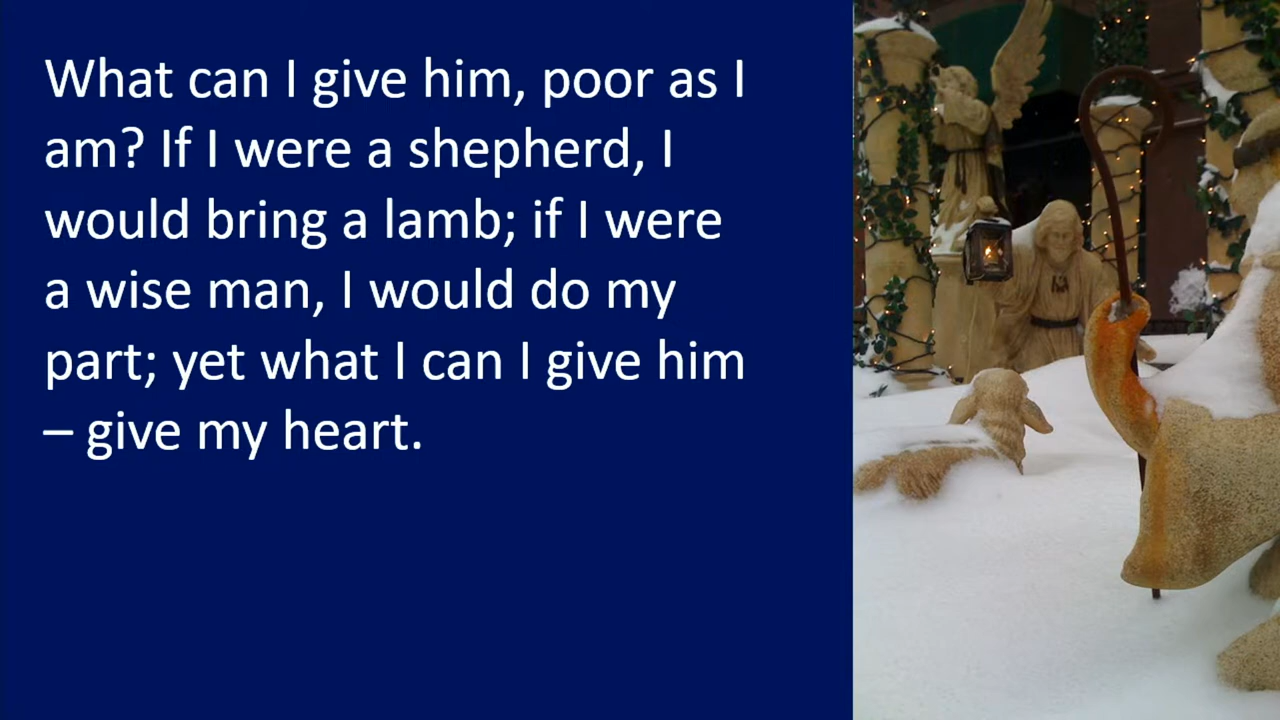 What can I give him, poor as I
am? If I were a shepherd, I
would bring a lamb; if I were
a wise man, I would do my
part; yet what I can I give him
– give my heart.